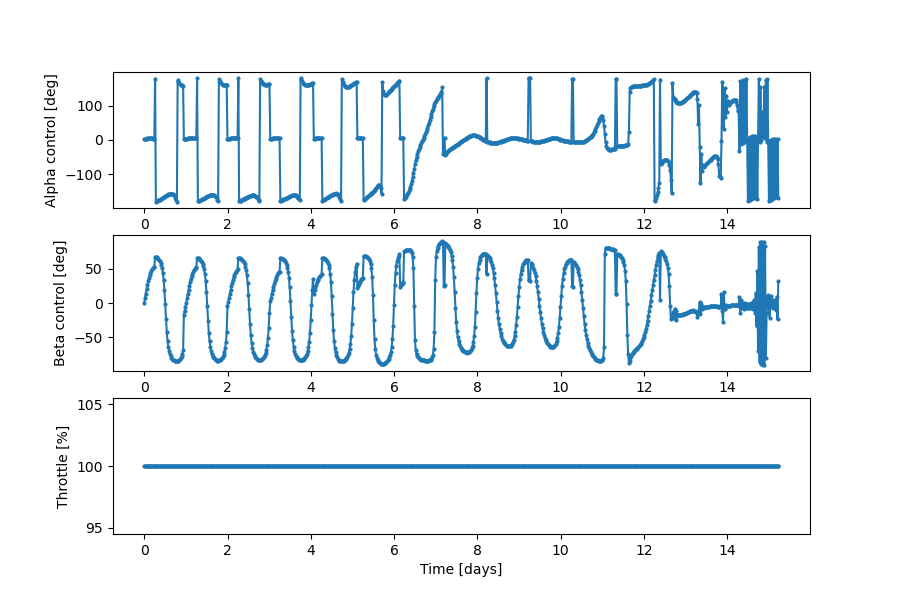 Alpha control [deg]
100
0
−100
0 2 4 6 8 10 12 14
Beta control [deg]
50
0
−50
0 2 4 6 8 10 12 14
Throttle [%]
105
100
95
0 2 4 6 8 10 12 14
Time [days]